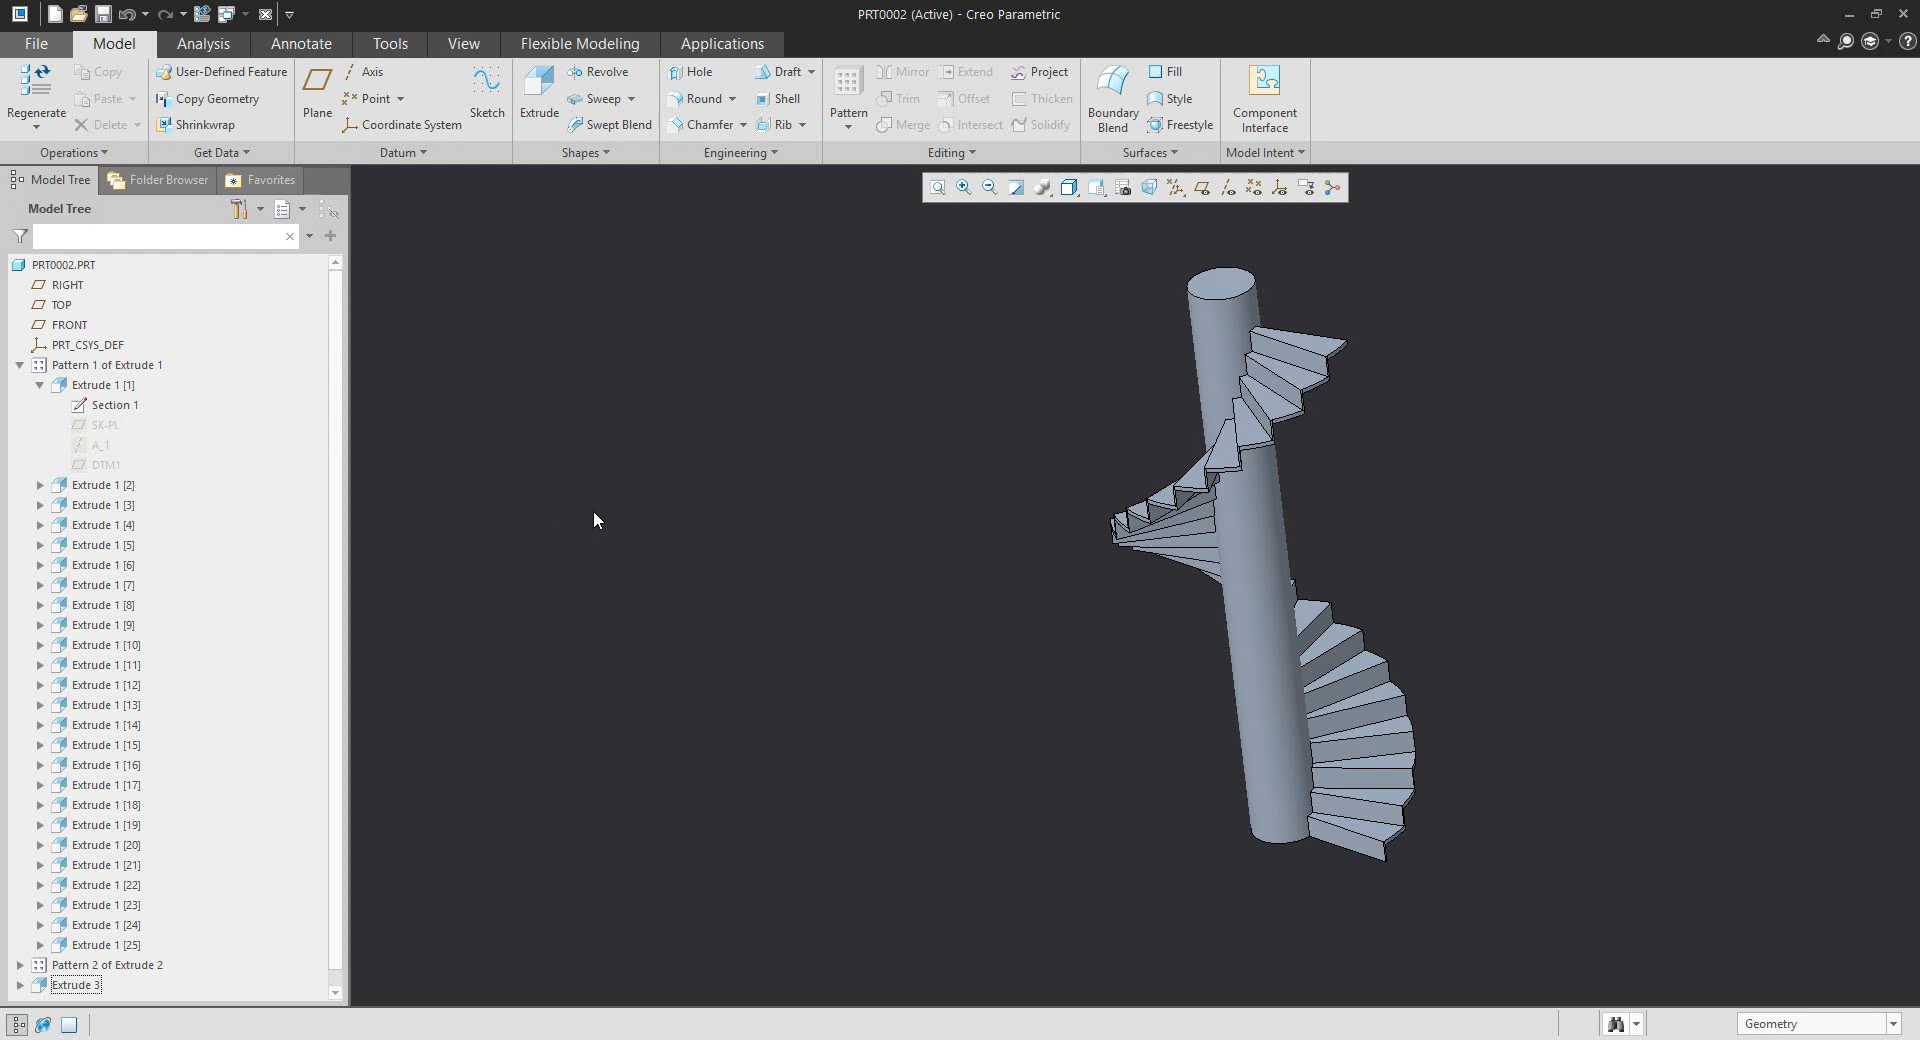 PRT0002 (Active) - Creo Parametric
File Model Analysis Annotate Tools View Flexible Modeling Applications
Regenerate
Copy
Paste
Delete
Operations
User-Defined Feature
Copy Geometry
Shrinkwrap
Get Data
Plane
Axis
Point
Coordinate System
Sketch
Datum
Extrude
Revolve
Sweep
Swept Blend
Shapes
Hole
Round
Chamfer
Draft
Shell
Rib
Engineering
Pattern
Mirror
Trim
Merge
Extend
Offset
Intersect
Project
Thicken
Solidify
Editing
Boundary
Blend
Fill
Style
Freestyle
Surfaces
Component
Interface
Model Intent
Model Tree Folder Browser Favorites
Model Tree
PRT0002.PRT
RIGHT
TOP
FRONT
PRT_CSYS_DEF
Pattern 1 of Extrude 1
Extrude 1 [1]
Section 1
SK-PL
A_1
DTM1
Extrude 1 [2]
Extrude 1 [3]
Extrude 1 [4]
Extrude 1 [5]
Extrude 1 [6]
Extrude 1 [7]
Extrude 1 [8]
Extrude 1 [9]
Extrude 1 [10]
Extrude 1 [11]
Extrude 1 [12]
Extrude 1 [13]
Extrude 1 [14]
Extrude 1 [15]
Extrude 1 [16]
Extrude 1 [17]
Extrude 1 [18]
Extrude 1 [19]
Extrude 1 [20]
Extrude 1 [21]
Extrude 1 [22]
Extrude 1 [23]
Extrude 1 [24]
Extrude 1 [25]
Pattern 2 of Extrude 2
Extrude 3
Geometry